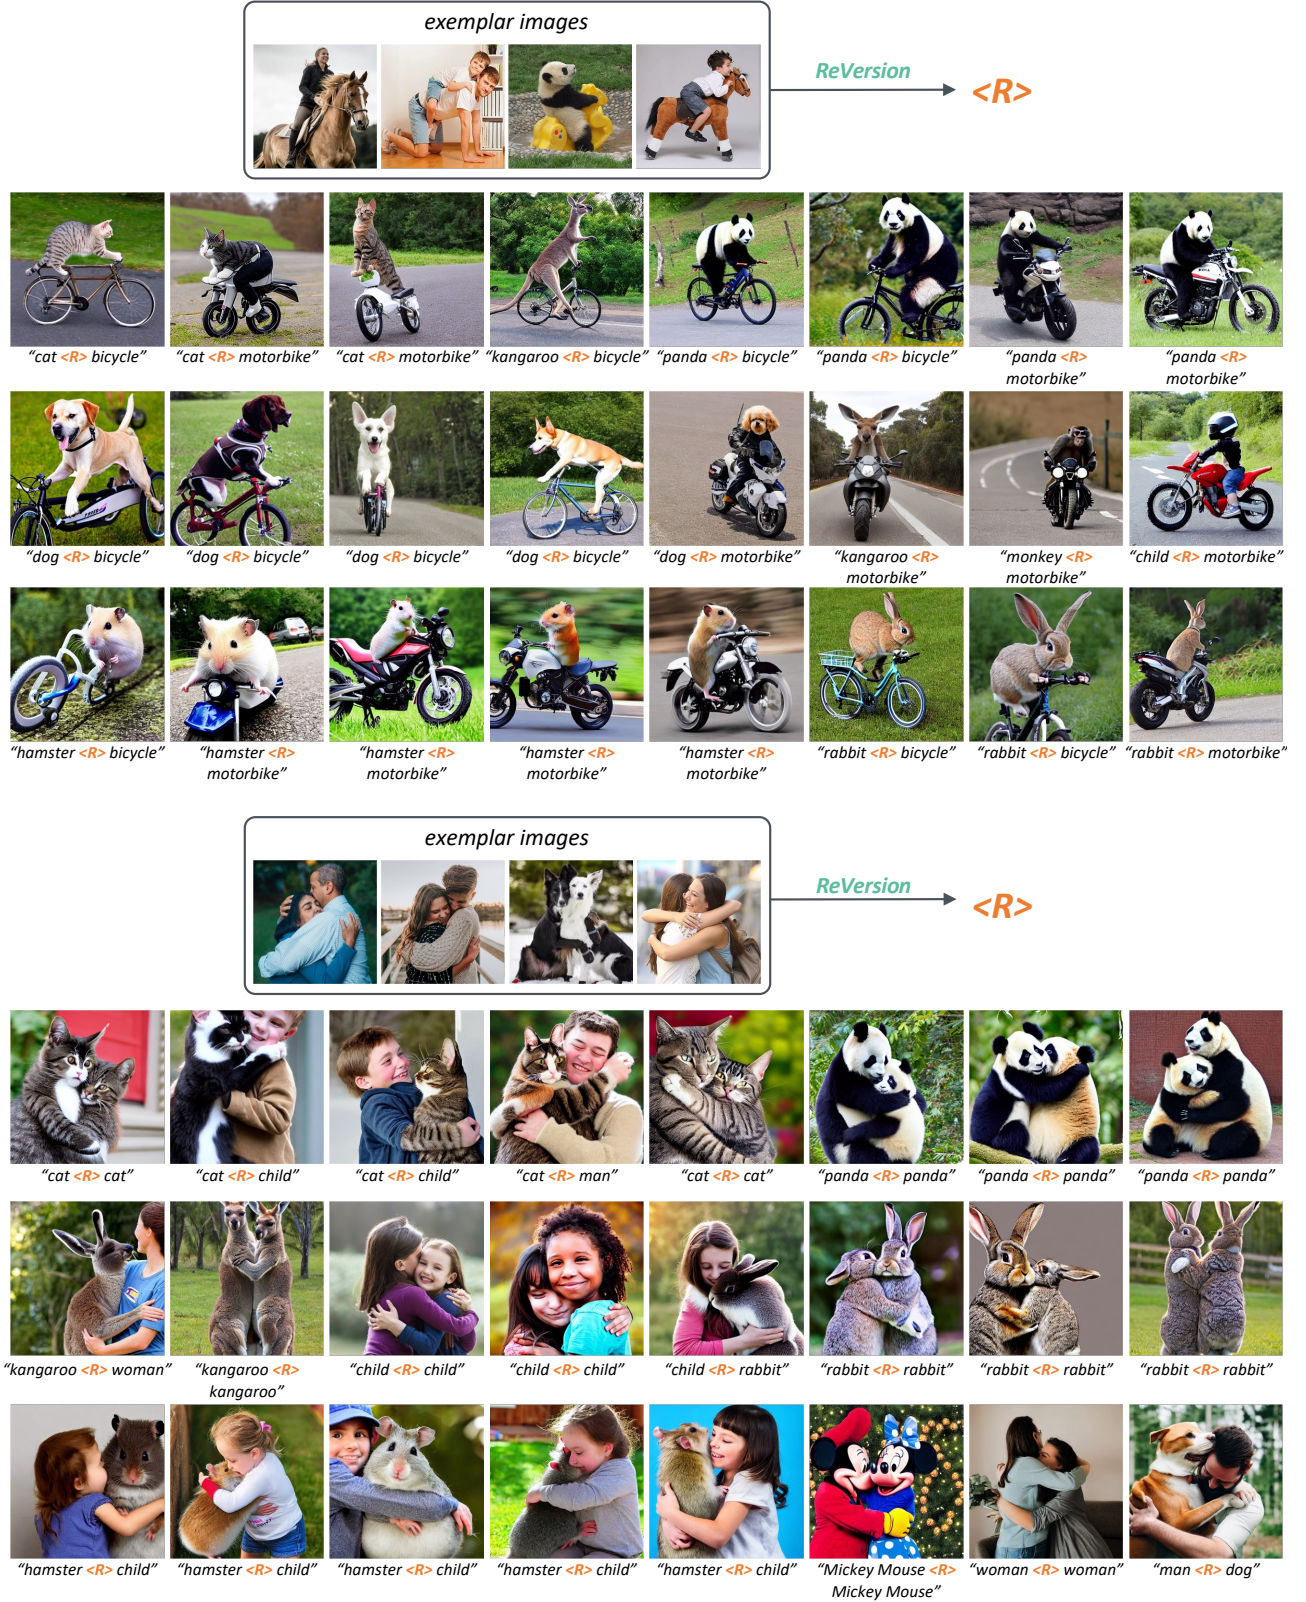 exemplar images
ReVersion
<R>
“cat <R> bicycle”
“cat <R> motorbike”
“cat <R> motorbike”
“kangaroo <R> bicycle”
“panda <R> bicycle”
“panda <R> bicycle”
“panda <R>
motorbike”
“panda <R>
motorbike”
“dog <R> bicycle”
“dog <R> bicycle”
“dog <R> bicycle”
“dog <R> bicycle”
“dog <R> motorbike”
“kangaroo <R>
motorbike”
“monkey <R>
motorbike”
“child <R> motorbike”
“hamster <R> bicycle”
“hamster <R>
motorbike”
“hamster <R>
motorbike”
“hamster <R>
motorbike”
“hamster <R>
motorbike”
“rabbit <R> bicycle”
“rabbit <R> bicycle”
“rabbit <R> motorbike”
exemplar images
ReVersion
<R>
“cat <R> cat”
“cat <R> child”
“cat <R> child”
“cat <R> man”
“cat <R> cat”
“panda <R> panda”
“panda <R> panda”
“panda <R> panda”
“kangaroo <R> woman”
“kangaroo <R>
kangaroo”
“child <R> child”
“child <R> child”
“child <R> rabbit”
“rabbit <R> rabbit”
“rabbit <R> rabbit”
“rabbit <R> rabbit”
“hamster <R> child”
“hamster <R> child”
“hamster <R> child”
“hamster <R> child”
“hamster <R> child”
“Mickey Mouse <R>
Mickey Mouse”
“woman <R> woman”
“man <R> dog”